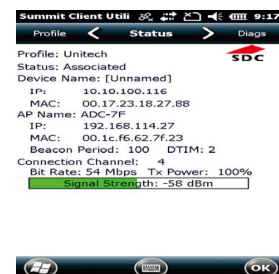 Summit Client Utili 9:17
Profile < Status > Diags
Profile: Unitech
SDC
Status: Associated
Device Name: [Unnamed]
IP: 10.10.100.116
MAC: 00.17.23.18.27.88
AP Name: ADC-7F
IP: 192.168.114.27
MAC: 00.1c.f6.62.7f.23
Beacon Period: 100 DTIM: 2
Connection Channel: 4
Bit Rate: 54 Mbps Tx Power: 100%
Signal Strength: -58 dBm
OK